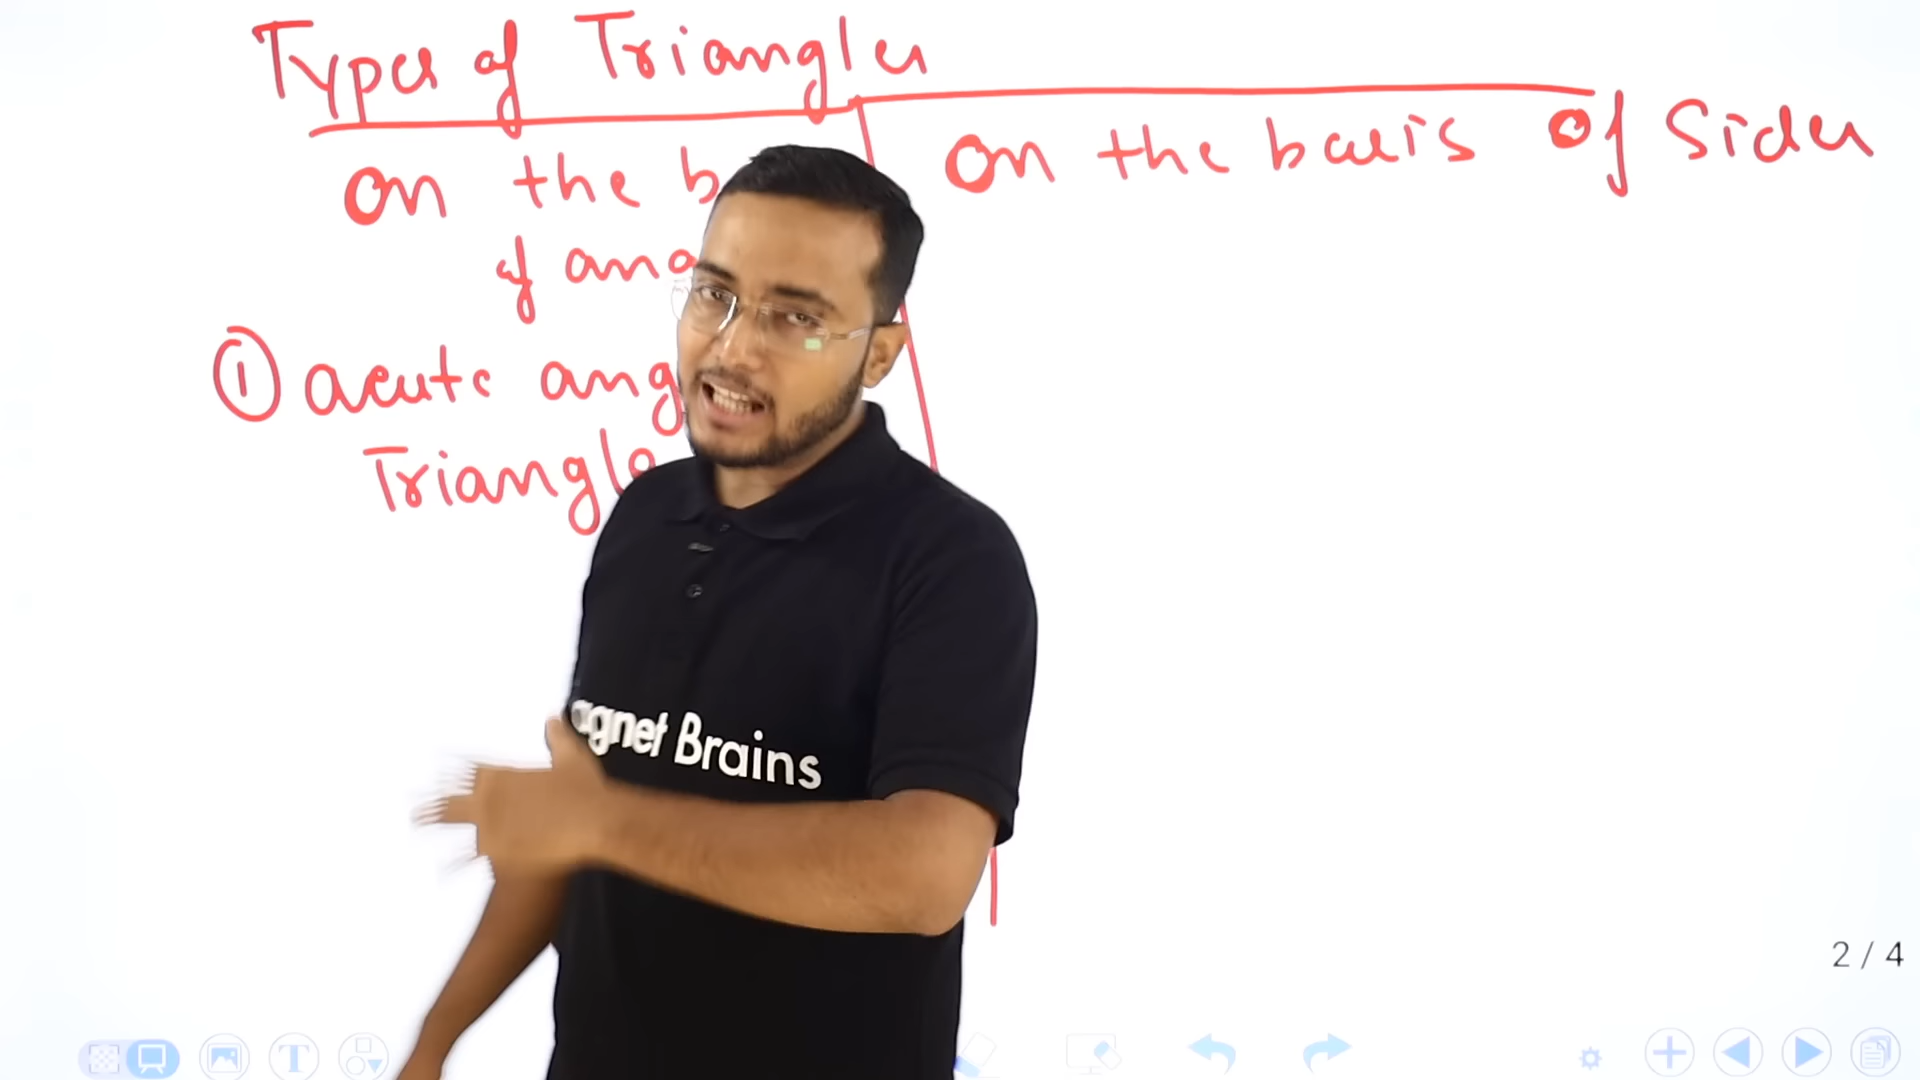 Types of Triangles
on the b
of ang
① acute ang
Triangle
on the basis of Sides
agnet Brains
2 / 4
T